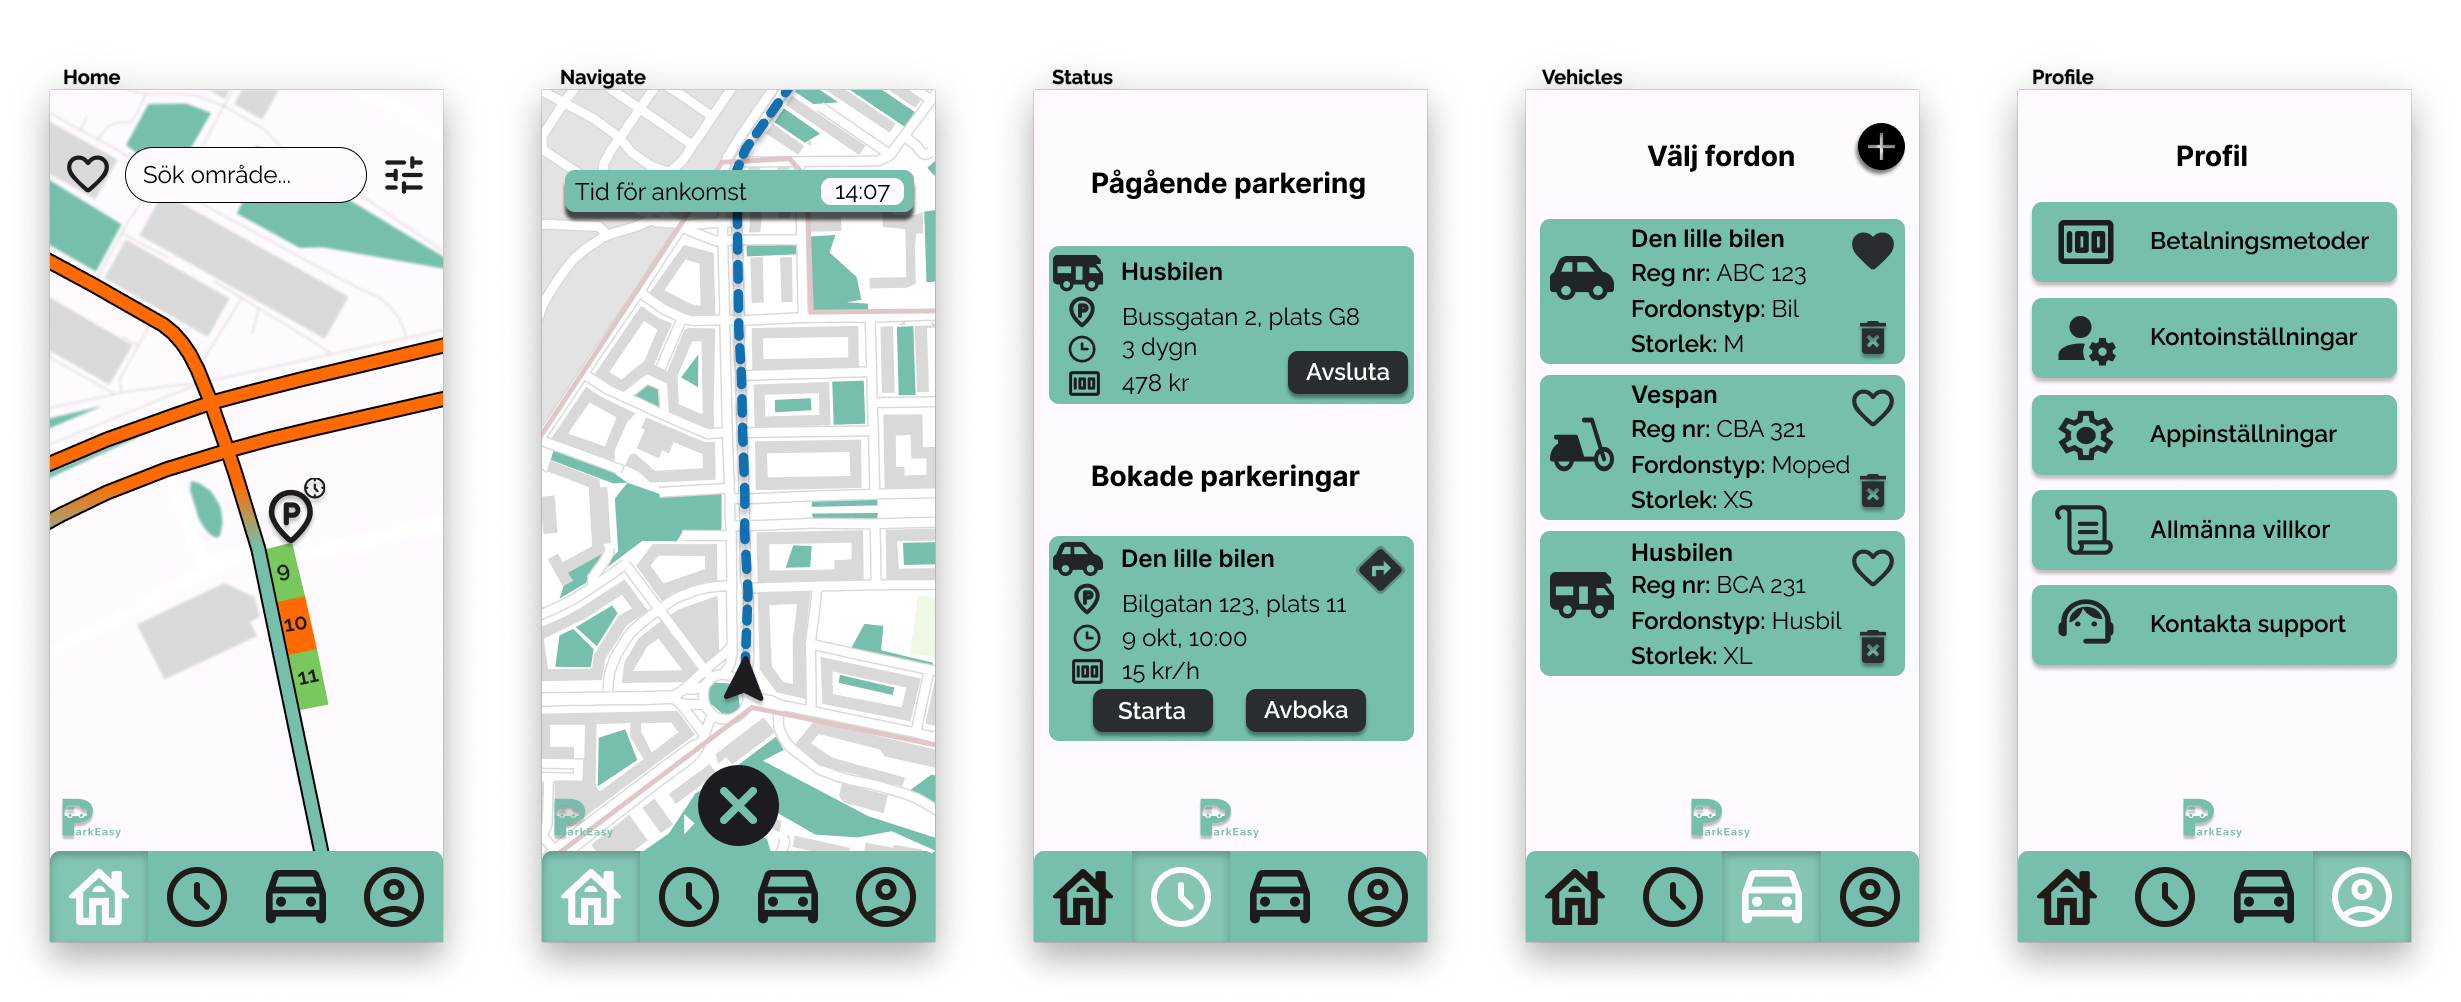 Home
Sök område...
9
10
11
ParkEasy
Navigate
Tid för ankomst 14:07
ParkEasy
Status
Pågående parkering
Husbilen
Bussgatan 2, plats G8
3 dygn
100 478 kr
Avsluta
Bokade parkeringar
Den lille bilen
Bilgatan 123, plats 11
9 okt, 10:00
100 15 kr/h
Starta Avboka
ParkEasy
Vehicles
Välj fordon
Den lille bilen
Reg nr: ABC 123
Fordonstyp: Bil
Storlek: M
Vespan
Reg nr: CBA 321
Fordonstyp: Moped
Storlek: XS
Husbilen
Reg nr: BCA 231
Fordonstyp: Husbil
Storlek: XL
ParkEasy
Profile
Profil
100 Betalningsmetoder
Kontoinställningar
Appinställningar
Allmänna villkor
Kontakta support
ParkEasy